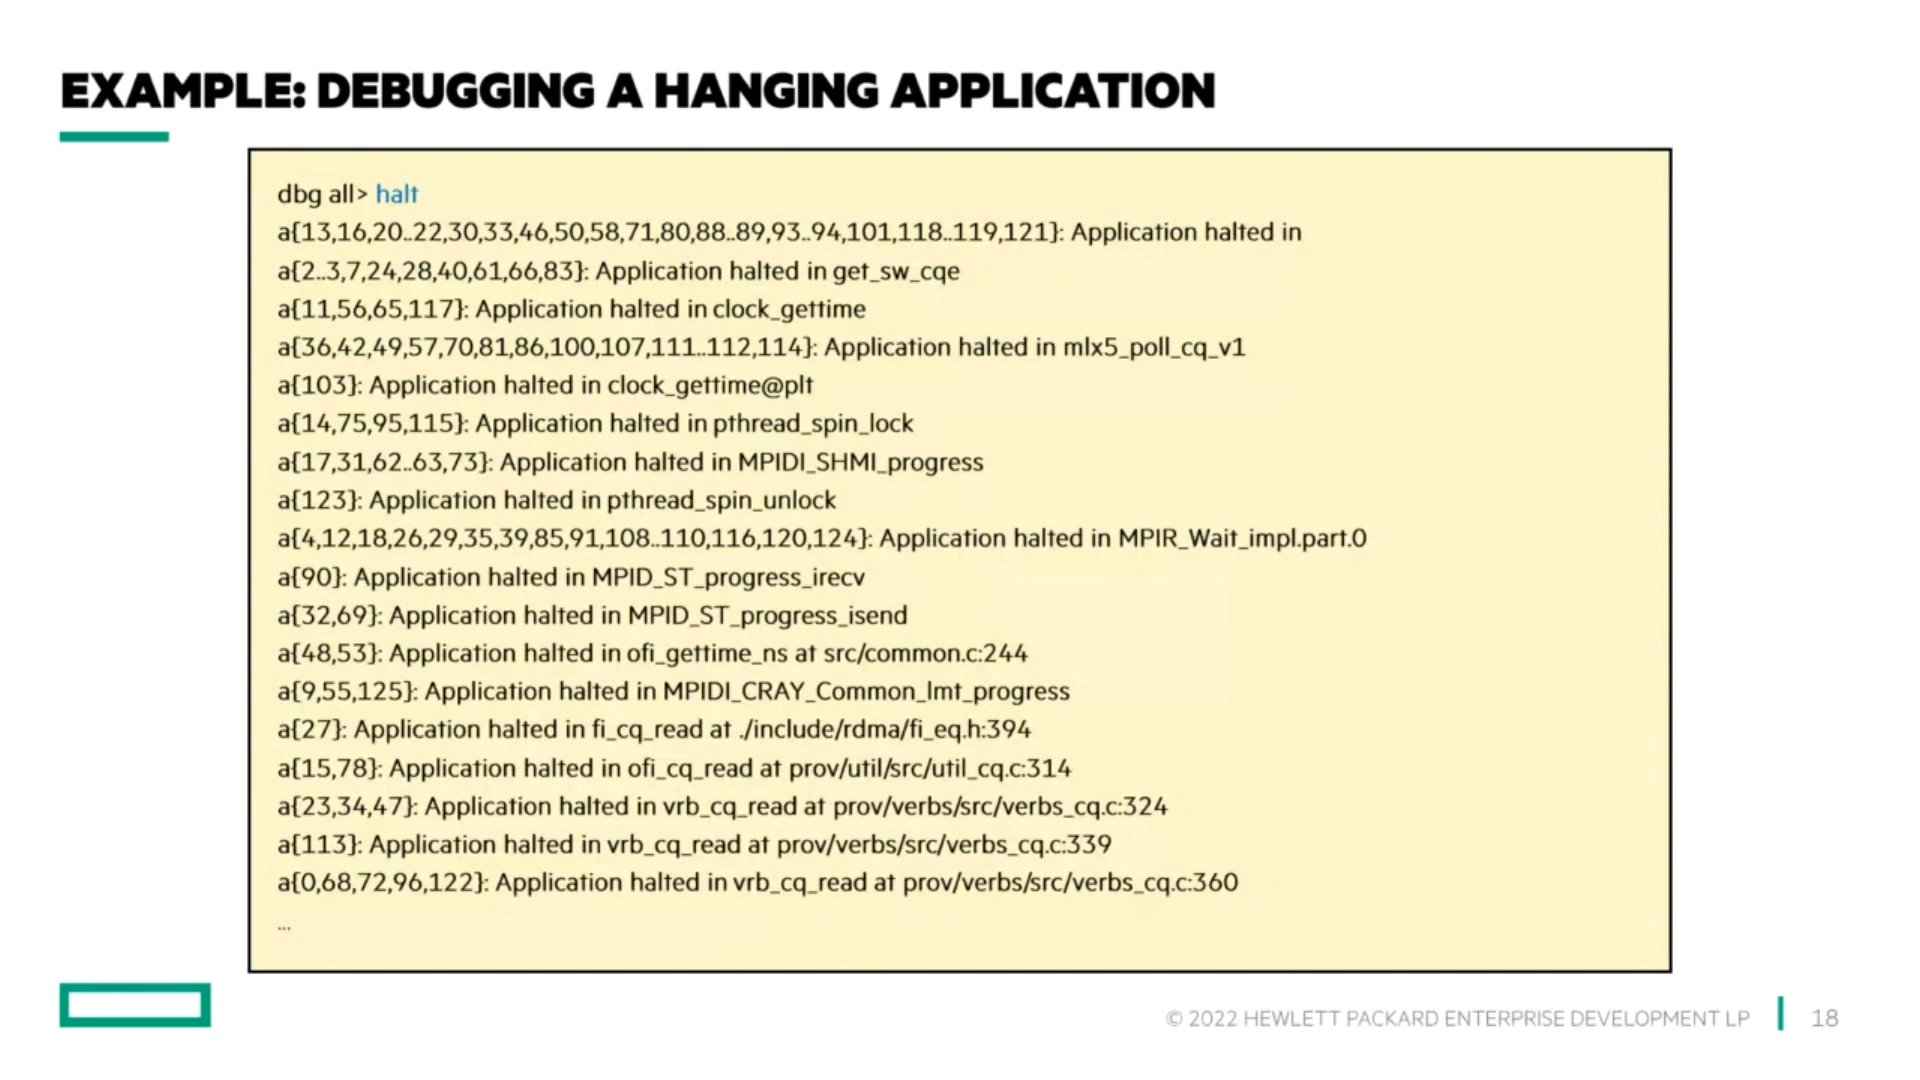 EXAMPLE: DEBUGGING A HANGING APPLICATION
dbg all> halt
a{13,16,20..22,30,33,46,50,58,71,80,88..89,93..94,101,118..119,121}: Application halted in
a{2..3,7,24,28,40,61,66,83}: Application halted in get_sw_cqe
a{11,56,65,117}: Application halted in clock_gettime
a{36,42,49,57,70,81,86,100,107,111..112,114}: Application halted in mlx5_poll_cq_v1
a{103}: Application halted in clock_gettime@plt
a{14,75,95,115}: Application halted in pthread_spin_lock
a{17,31,62..63,73}: Application halted in MPIDI_SHMI_progress
a{123}: Application halted in pthread_spin_unlock
a{4,12,18,26,29,35,39,85,91,108..110,116,120,124}: Application halted in MPIR_Wait_impl.part.0
a{90}: Application halted in MPID_ST_progress_irecv
a{32,69}: Application halted in MPID_ST_progress_isend
a{48,53}: Application halted in ofi_gettime_ns at src/common.c:244
a{9,55,125}: Application halted in MPIDI_CRAY_Common_lmt_progress
a{27}: Application halted in fi_cq_read at ./include/rdma/fi_eq.h:394
a{15,78}: Application halted in ofi_cq_read at prov/util/src/util_cq.c:314
a{23,34,47}: Application halted in vrb_cq_read at prov/verbs/src/verbs_cq.c:324
a{113}: Application halted in vrb_cq_read at prov/verbs/src/verbs_cq.c:339
a{0,68,72,96,122}: Application halted in vrb_cq_read at prov/verbs/src/verbs_cq.c:360
...
© 2022 HEWLETT PACKARD ENTERPRISE DEVELOPMENT LP 18